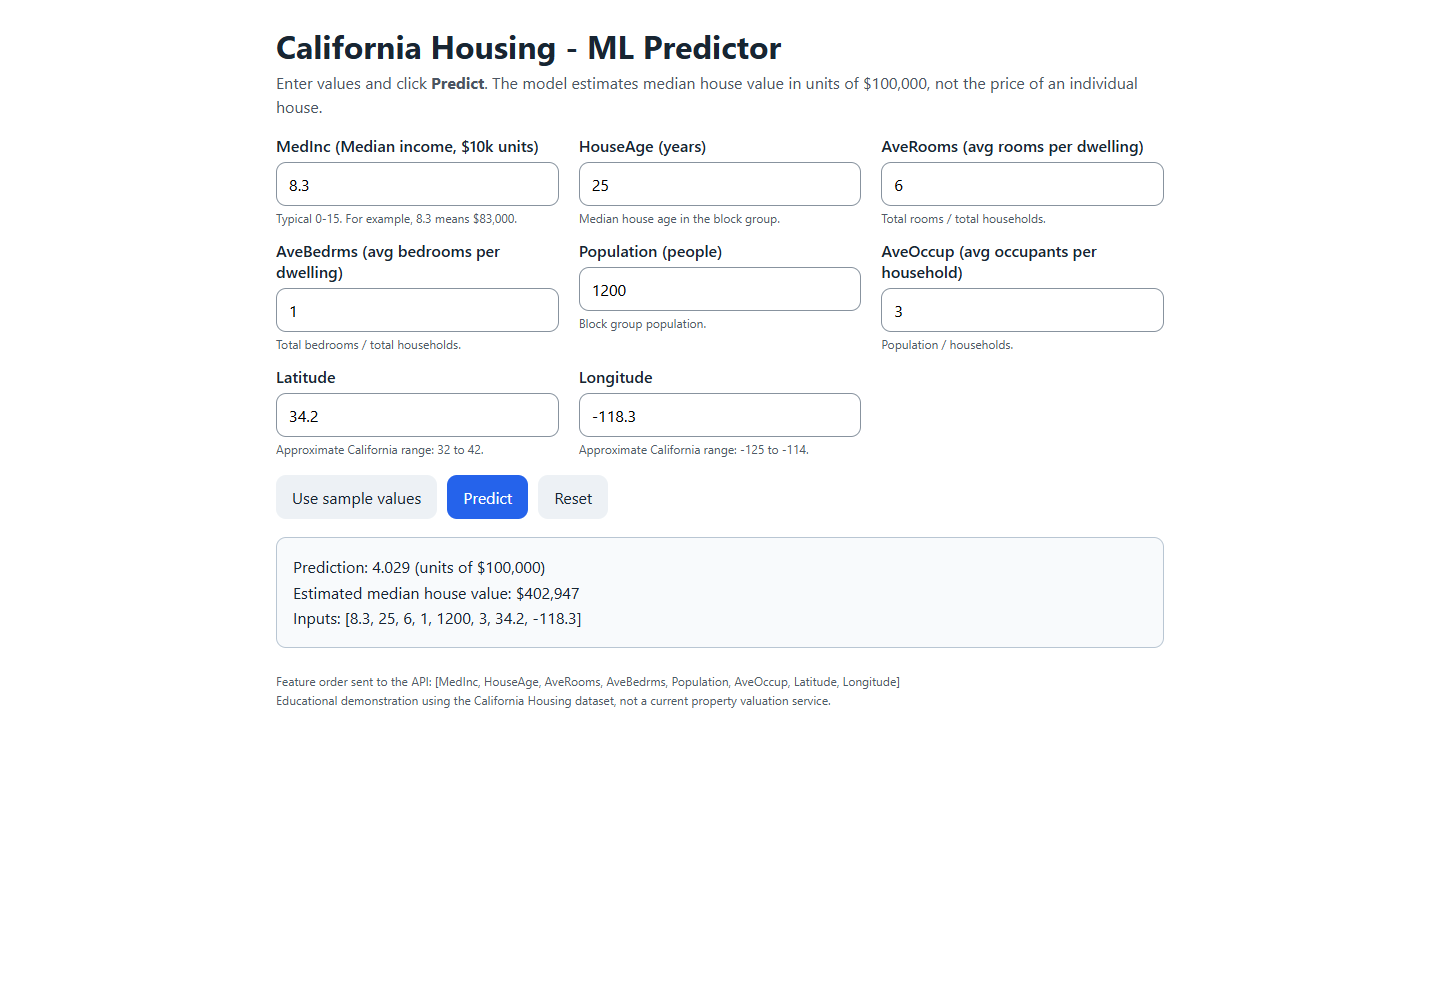 California Housing - ML Predictor
Enter values and click Predict. The model estimates median house value in units of $100,000, not the price of an individual
house.
MedInc (Median income, $10k units)
8.3
Typical 0-15. For example, 8.3 means $83,000.
HouseAge (years)
25
Median house age in the block group.
AveRooms (avg rooms per dwelling)
6
Total rooms / total households.
AveBedrms (avg bedrooms per
dwelling)
1
Total bedrooms / total households.
Population (people)
1200
Block group population.
AveOccup (avg occupants per
household)
3
Population / households.
Latitude
34.2
Approximate California range: 32 to 42.
Longitude
-118.3
Approximate California range: -125 to -114.
Use sample values
Predict
Reset
Prediction: 4.029 (units of $100,000)
Estimated median house value: $402,947
Inputs: [8.3, 25, 6, 1, 1200, 3, 34.2, -118.3]
Feature order sent to the API: [MedInc, HouseAge, AveRooms, AveBedrms, Population, AveOccup, Latitude, Longitude]
Educational demonstration using the California Housing dataset, not a current property valuation service.